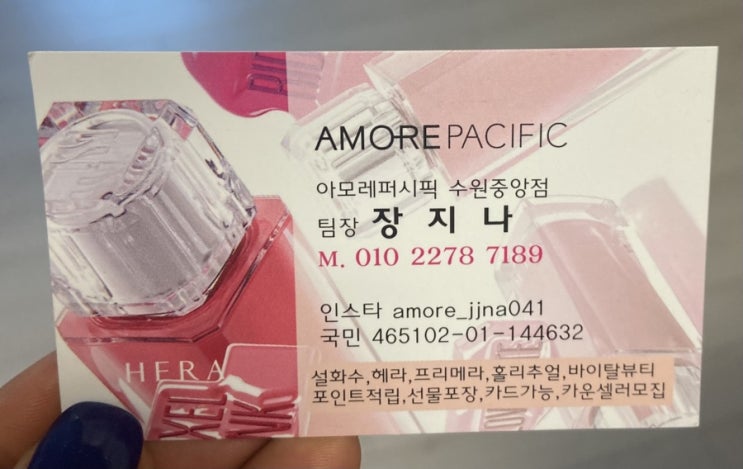 AMOREPACIFIC
아모레퍼시픽 수원중앙점
팀장 장 지 나
M. 010 2278 7189
인스타 amore_jjna041
국민 465102-01-144632
HERA
설화수,헤라,프리메라,홀리추얼,바이탈뷰티
포인트적립,선물포장,카드가능,카운셀러모집